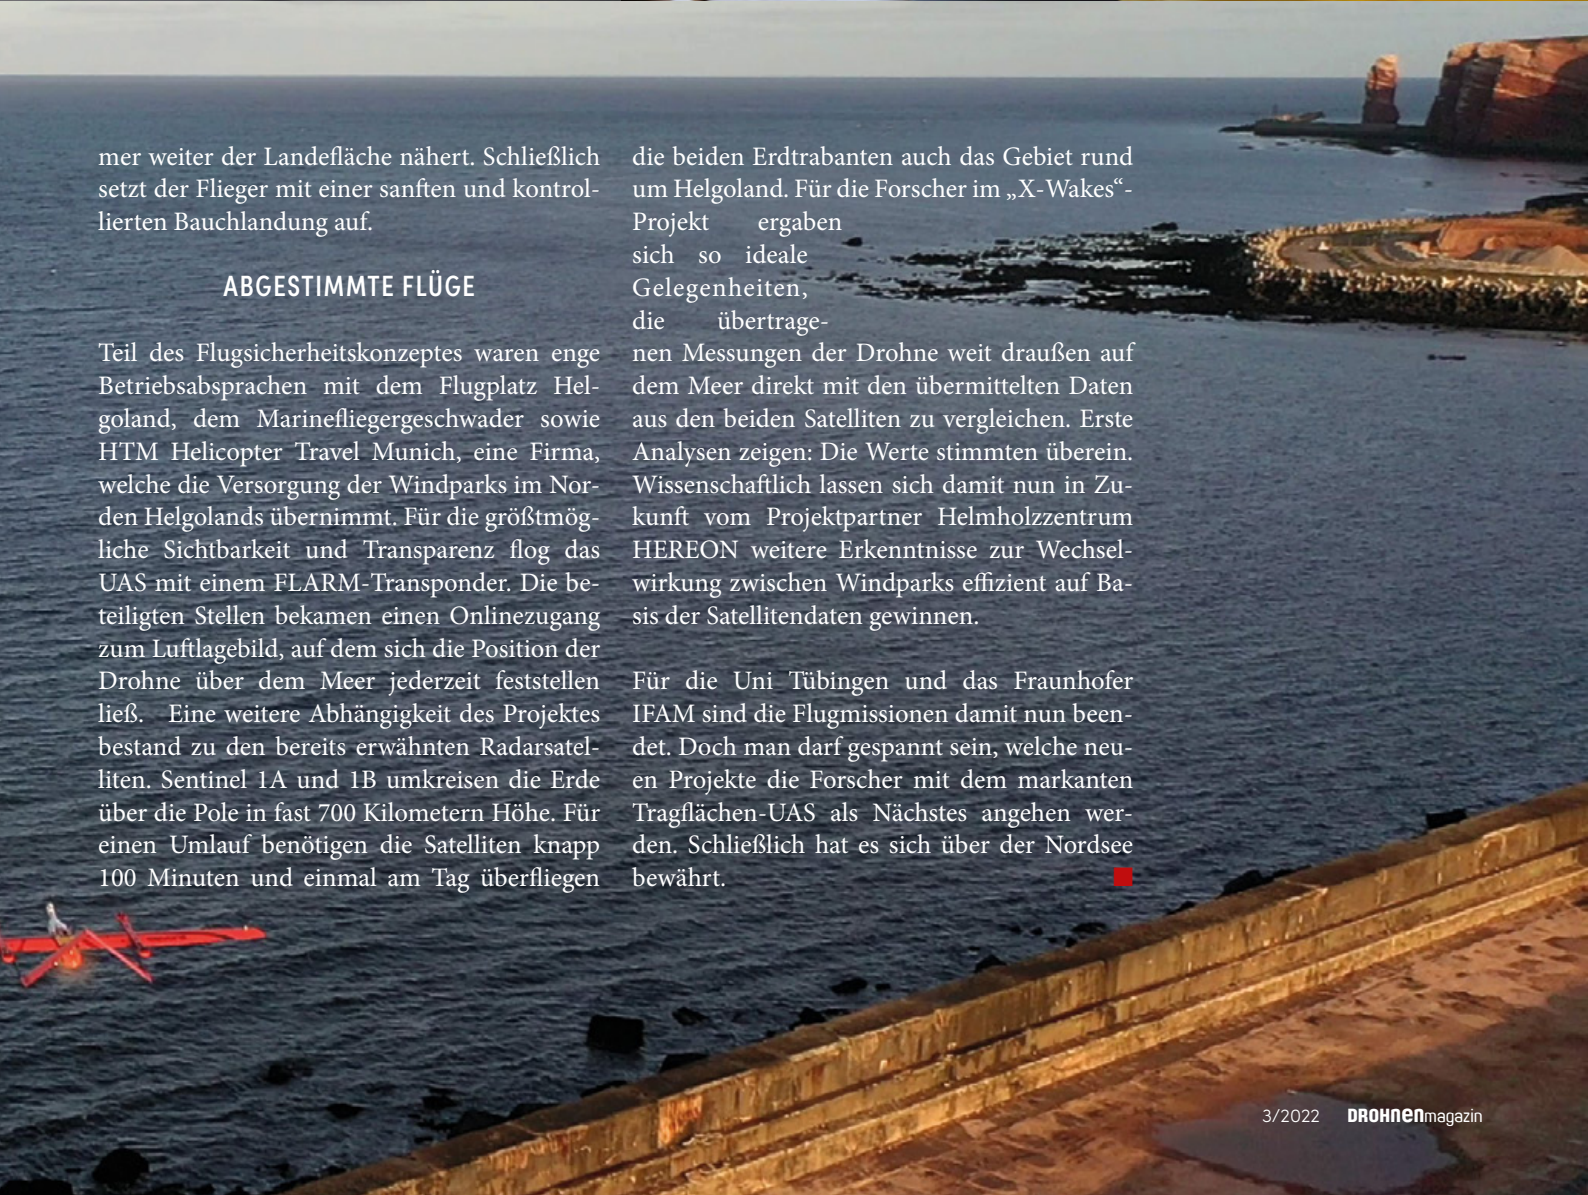 mer weiter der Landefläche nähert. Schließlich
setzt der Flieger mit einer sanften und kontrol-
lierten Bauchlandung auf.
ABGESTIMMTE FLÜGE
Teil des Flugsicherheitskonzeptes waren enge
Betriebsabsprachen mit dem Flugplatz Hel-
goland, dem Marinefliegergeschwader sowie
HTM Helicopter Travel Munich, eine Firma,
welche die Versorgung der Windparks im Nor-
den Helgolands übernimmt. Für die größtmög-
liche Sichtbarkeit und Transparenz flog das
UAS mit einem FLARM-Transponder. Die be-
teiligten Stellen bekamen einen Onlinezugang
zum Luftlagebild, auf dem sich die Position der
Drohne über dem Meer jederzeit feststellen
ließ. Eine weitere Abhängigkeit des Projektes
bestand zu den bereits erwähnten Radarsatel-
liten. Sentinel 1A und 1B umkreisen die Erde
über die Pole in fast 700 Kilometern Höhe. Für
einen Umlauf benötigen die Satelliten knapp
100 Minuten und einmal am Tag überfliegen
die beiden Erdtrabanten auch das Gebiet rund
um Helgoland. Für die Forscher im „X-Wakes“-
Projekt ergaben
sich so ideale
Gelegenheiten,
die übertrage-
nen Messungen der Drohne weit draußen auf
dem Meer direkt mit den übermittelten Daten
aus den beiden Satelliten zu vergleichen. Erste
Analysen zeigen: Die Werte stimmten überein.
Wissenschaftlich lassen sich damit nun in Zu-
kunft vom Projektpartner Helmholzzentrum
HEREON weitere Erkenntnisse zur Wechsel-
wirkung zwischen Windparks effizient auf Ba-
sis der Satellitendaten gewinnen.
Für die Uni Tübingen und das Fraunhofer
IFAM sind die Flugmissionen damit nun been-
det. Doch man darf gespannt sein, welche neu-
en Projekte die Forscher mit dem markanten
Tragflächen-UAS als Nächstes angehen wer-
den. Schließlich hat es sich über der Nordsee
bewährt.
3/2022 DROHNENmagazin